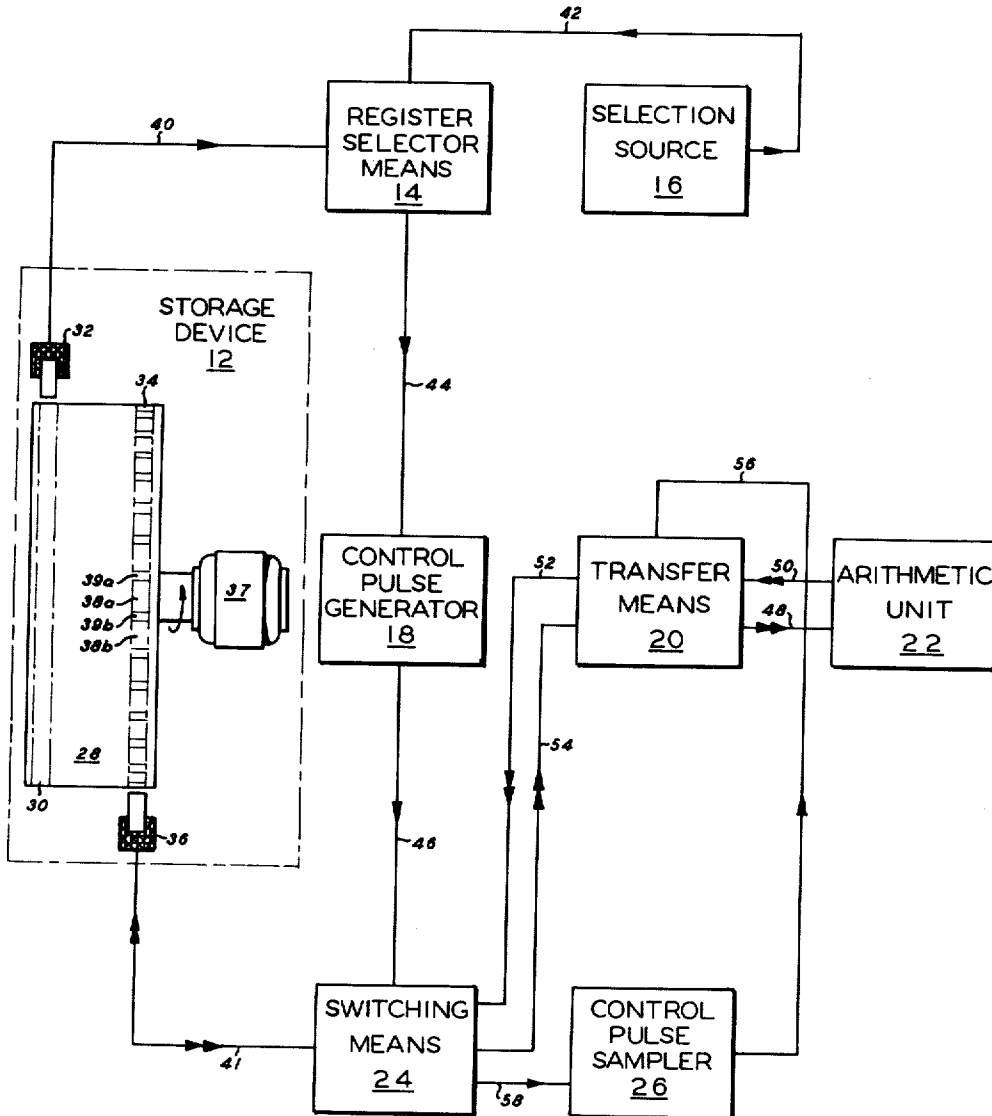 42
REGISTER
SELECTOR
MEANS
14
SELECTION
SOURCE
16
40
STORAGE
DEVICE
12
32
34
44
39a
38a
39b
38b
37
28
30
36
CONTROL
PULSE
GENERATOR
18
52
56
TRANSFER
MEANS
20
50
48
ARITHMETIC
UNIT
22
54
46
41
SWITCHING
MEANS
24
58
CONTROL
PULSE
SAMPLER
26